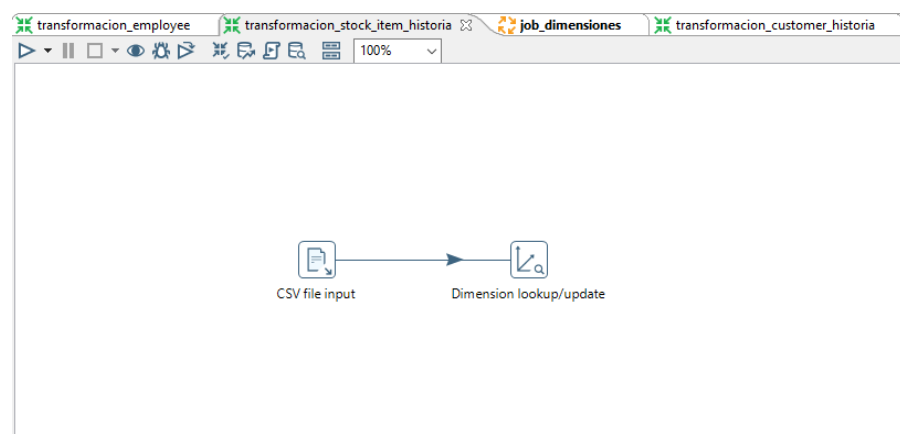 transformacion_employee transformacion_stock_item_historia job_dimensiones transformacion_customer_historia
100%
CSV file input Dimension lookup/update